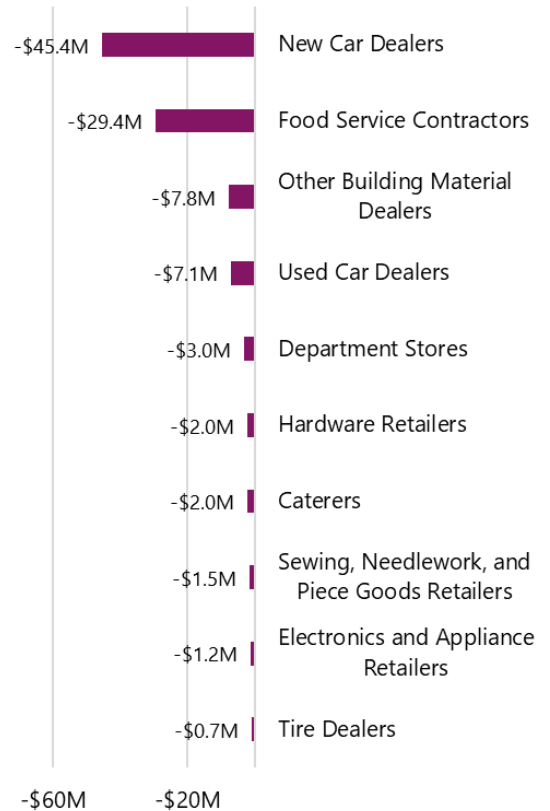 -$45.4M New Car Dealers
-$29.4M Food Service Contractors
-$7.8M Other Building Material
Dealers
-$7.1M Used Car Dealers
-$3.0M Department Stores
-$2.0M Hardware Retailers
-$2.0M Caterers
-$1.5M Sewing, Needlework, and
Piece Goods Retailers
-$1.2M Electronics and Appliance
Retailers
-$0.7M Tire Dealers
-$60M -$20M